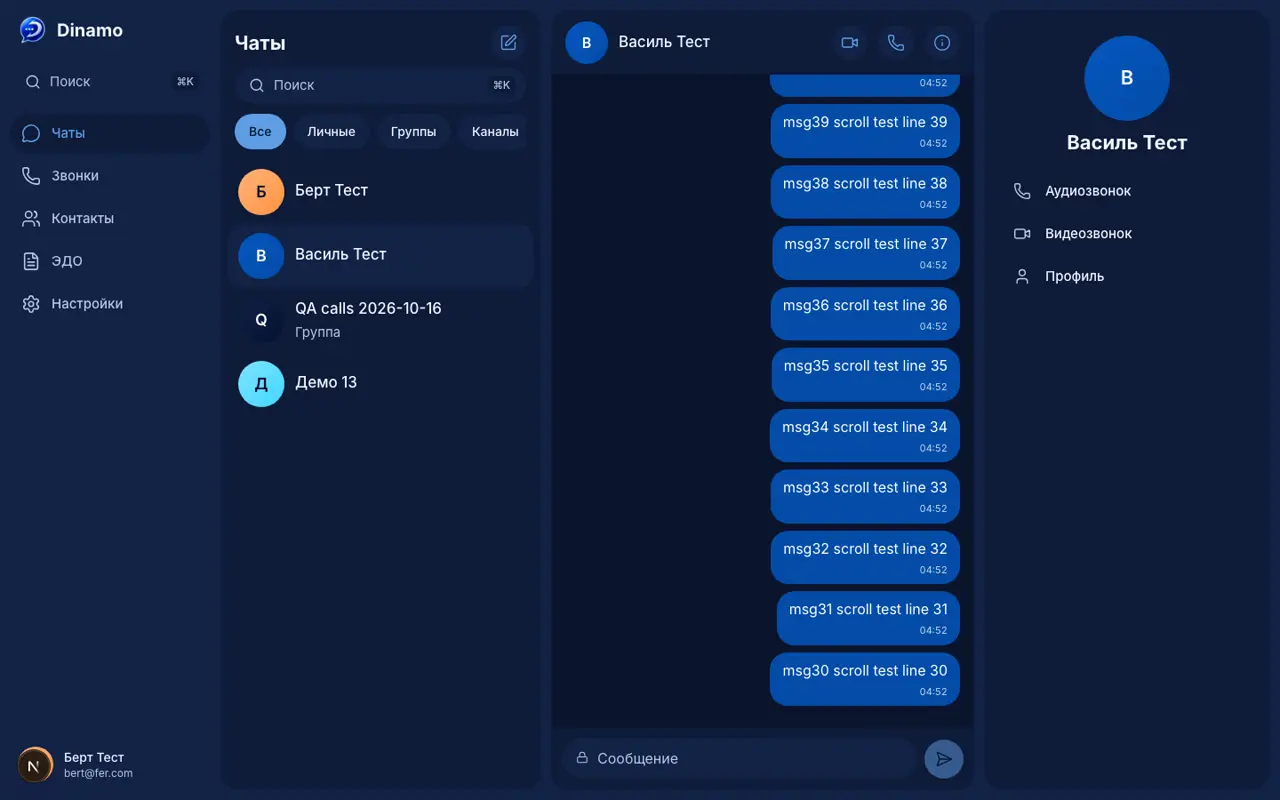 Dinamo
Поиск
⌘K
Чаты
Звонки
Контакты
ЭДО
Настройки
N
Берт Тест
bert@fer.com
Чаты
Поиск
⌘K
Все
Личные
Группы
Каналы
Б
Берт Тест
В
Василь Тест
Q
QA calls 2026-10-16
Группа
Д
Демо 13
В
Василь Тест
04:52
msg39 scroll test line 39
04:52
msg38 scroll test line 38
04:52
msg37 scroll test line 37
04:52
msg36 scroll test line 36
04:52
msg35 scroll test line 35
04:52
msg34 scroll test line 34
04:52
msg33 scroll test line 33
04:52
msg32 scroll test line 32
04:52
msg31 scroll test line 31
04:52
msg30 scroll test line 30
04:52
Сообщение
В
Василь Тест
Аудиозвонок
Видеозвонок
Профиль